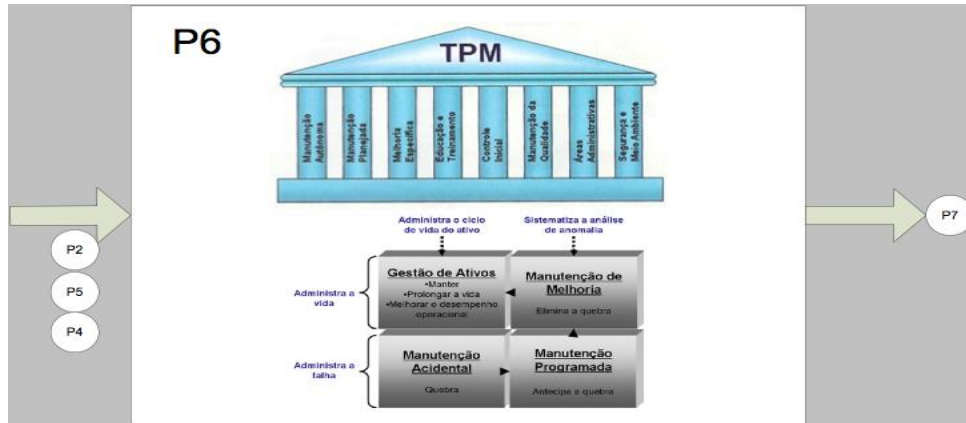 P6
TPM
Manutenção
Autônoma
Manutenção
Planejada
Melhoria
Específica
Educação e
Treinamento
Controle
Inicial
Manutenção da
Qualidade
Áreas
Administrativas
Segurança e
Meio Ambiente
P2
P5
P4
P7
Administra o ciclo
de vida do ativo
Sistematiza a análise
de anomalia
Administra a
vida
Gestão de Ativos
•Manter
•Prolongar a vida
•Melhorar o desempenho
operacional
Manutenção de
Melhoria
Elimina a quebra
Administra a
falha
Manutenção
Acidental
Quebra
Manutenção
Programada
Antecipa a quebra